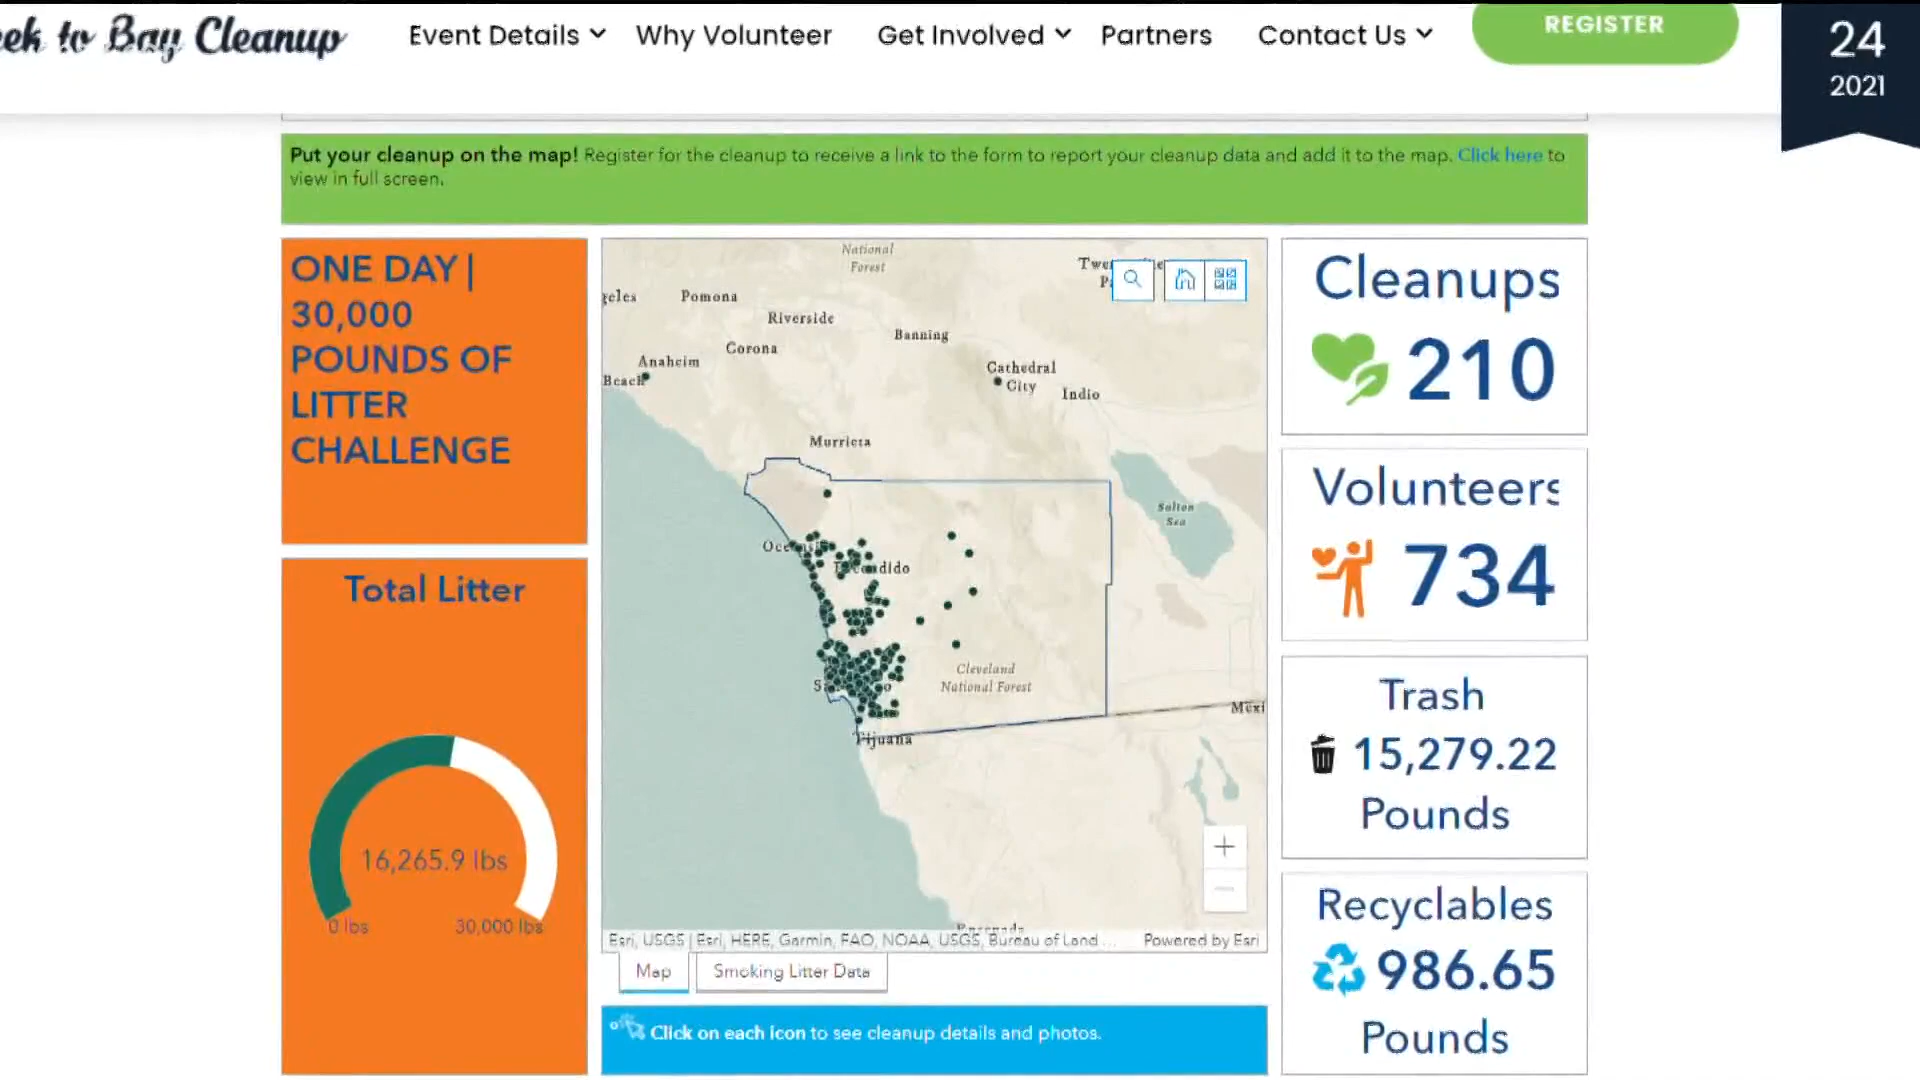 eek to Bay Cleanup
Event Details
Why Volunteer
Get Involved
Partners
Contact Us
REGISTER
24
2021
Put your cleanup on the map! Register for the cleanup to receive a link to the form to report your cleanup data and add it to the map. Click here to
view in full screen.
ONE DAY |
30,000
POUNDS OF
LITTER
CHALLENGE
Total Litter
16,265.9 lbs
0 lbs
30,000 lbs
National
Forest
geles
Pomona
Riverside
Banning
Corona
Anaheim
Beach
Cathedral
City
Indio
Murrieta
Salton
Sea
Cleveland
National Forest
Mexi
Tijuana
Esri, USGS | Esri, HERE, Garmin, FAO, NOAA, USGS, Bureau of Land ...
Powered by Esri
Map
Smoking Litter Data
Click on each icon to see cleanup details and photos.
Cleanups
210
Volunteers
734
Trash
15,279.22
Pounds
Recyclables
986.65
Pounds